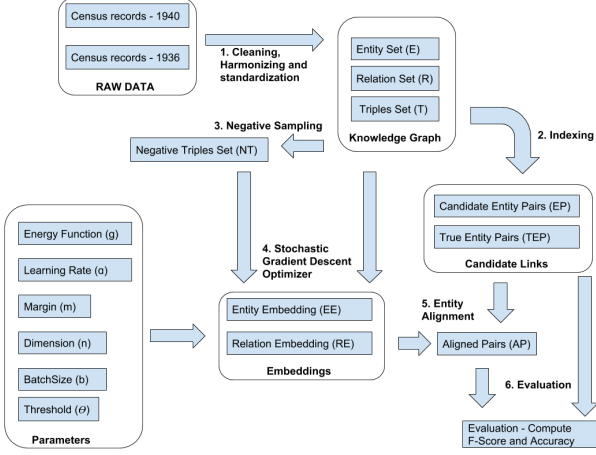 Census records - 1940
Census records - 1936
RAW DATA
1. Cleaning,
Harmonizing and
standardization
Entity Set (E)
Relation Set (R)
Triples Set (T)
Knowledge Graph
2. Indexing
3. Negative Sampling
Negative Triples Set (NT)
Candidate Entity Pairs (EP)
True Entity Pairs (TEP)
Candidate Links
Energy Function (g)
Learning Rate (α)
Margin (m)
Dimension (n)
BatchSize (b)
Threshold (Θ)
Parameters
4. Stochastic
Gradient Descent
Optimizer
Entity Embedding (EE)
Relation Embedding (RE)
Embeddings
5. Entity
Alignment
Aligned Pairs (AP)
6. Evaluation
Evaluation - Compute
F-Score and Accuracy